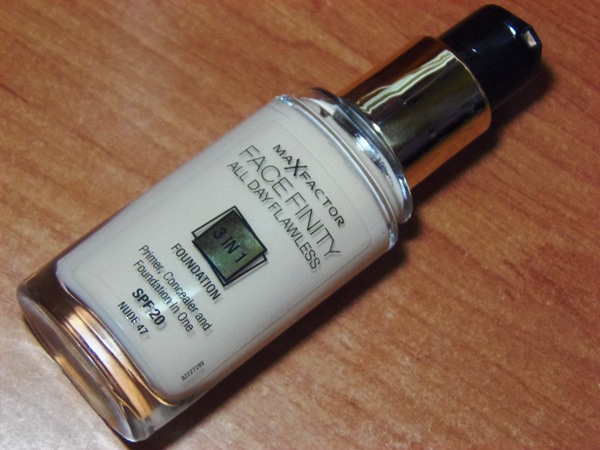 MAXFACTOR
FACEFINITY
ALL DAY FLAWLESS
3 IN 1
FOUNDATION
Primer, Concealer and
Foundation In One
SPF 20
NUDE 47
92227299